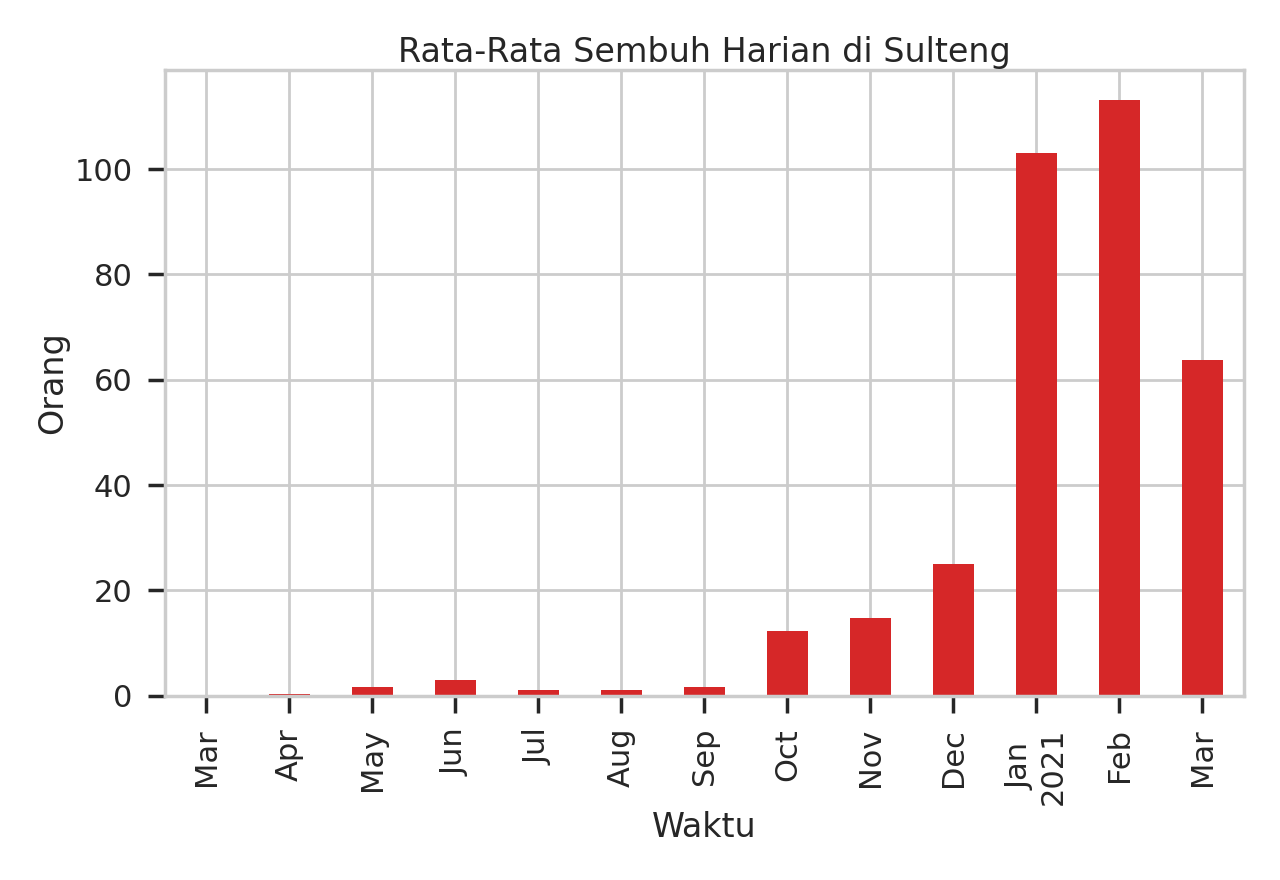 Rata-Rata Sembuh Harian di Sulteng
Orang
100
80
60
40
20
0
Mar
Apr
May
Jun
Jul
Aug
Sep
Oct
Nov
Dec
Jan
2021
Feb
Mar
Waktu